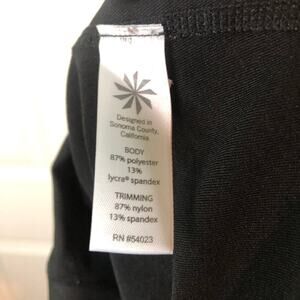 Designed in
Sonoma County,
California
BODY
87% polyester
13%
lycra® spandex
TRIMMING
87% nylon
13% spandex
RN #54023